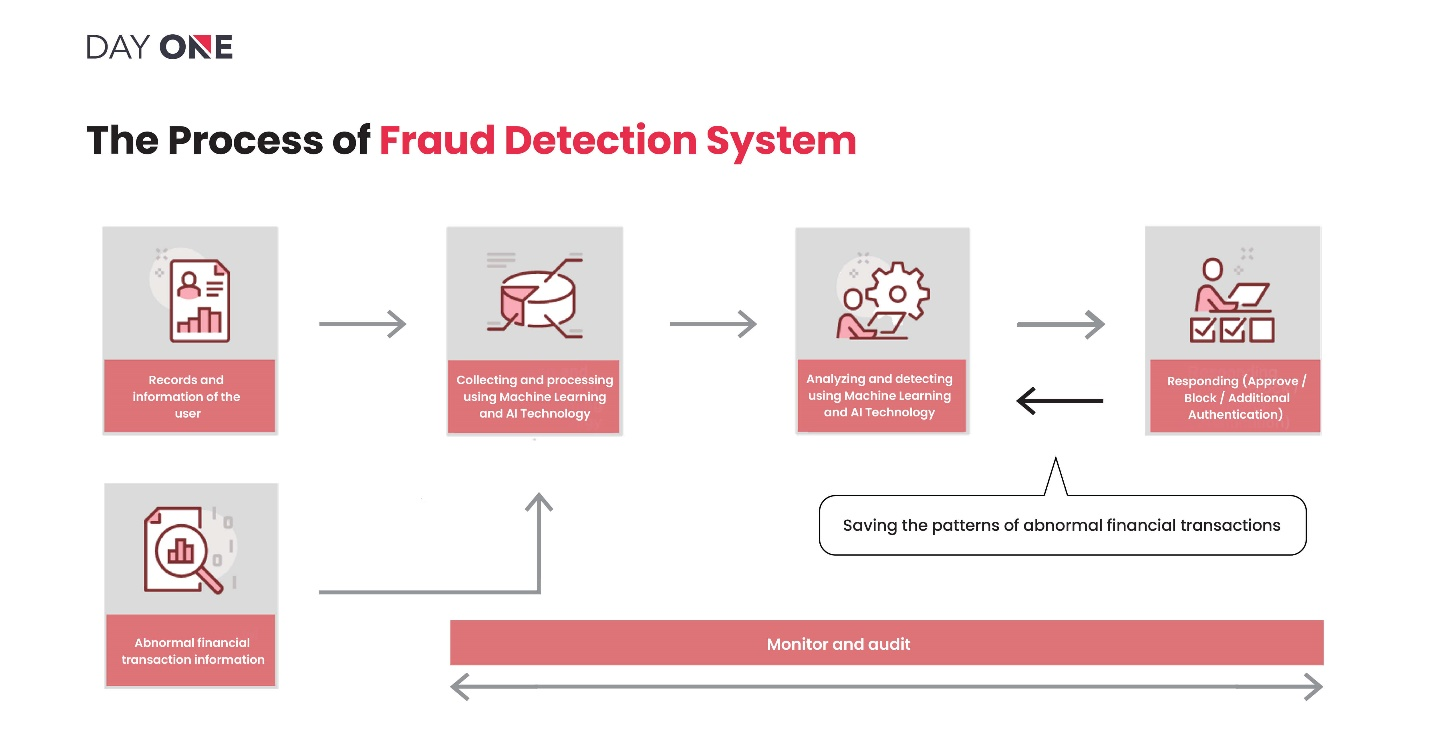 DAY ONE
The Process of Fraud Detection System
Records and
information of the
user
Collecting and processing
using Machine Learning
and AI Technology
Analyzing and detecting
using Machine Learning
and AI Technology
Responding (Approve /
Block / Additional
Authentication)
Saving the patterns of abnormal financial transactions
Abnormal financial
transaction information
Monitor and audit